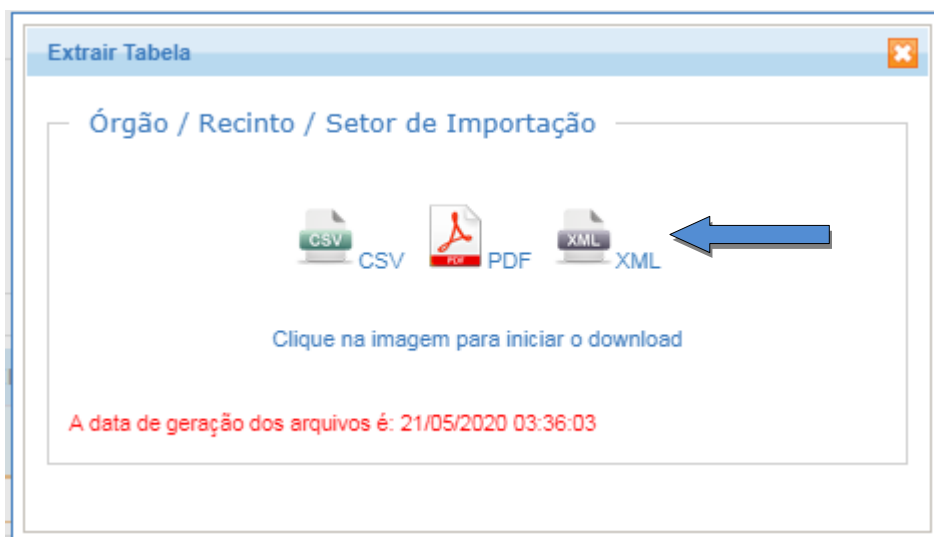 Extrair Tabela
Órgão / Recinto / Setor de Importação
CSV CSV PDF PDF XML XML
Clique na imagem para iniciar o download
A data de geração dos arquivos é: 21/05/2020 03:36:03